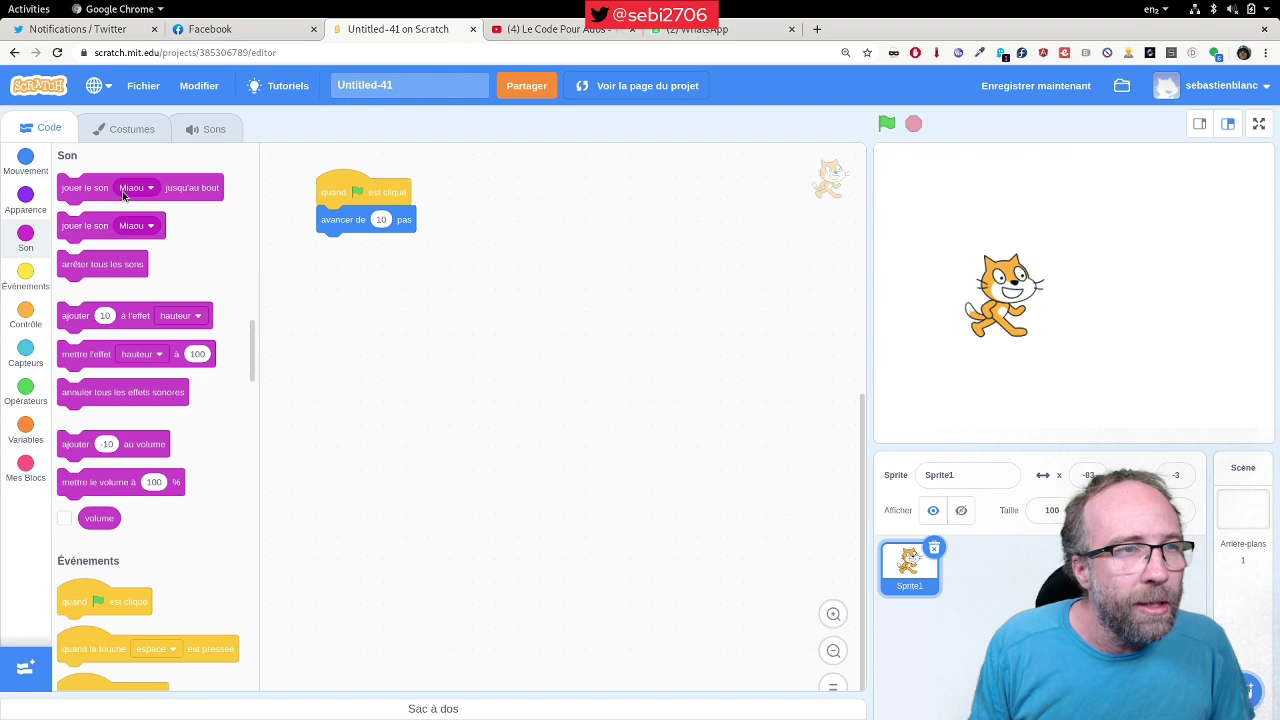 Activities
Google Chrome
@sebi2706
en₂
Notifications / Twitter
Facebook
Untitled-41 on Scratch
(4) Le Code Pour Ados -
(2) WhatsApp
scratch.mit.edu/projects/385306789/editor
SCRATCH
Fichier
Modifier
Tutoriels
Untitled-41
Partager
Voir la page du projet
Enregistrer maintenant
sebastienblanc
Code
Costumes
Sons
Mouvement
Apparence
Son
Événements
Contrôle
Capteurs
Opérateurs
Variables
Mes Blocs
Son
jouer le son Miaou jusqu'au bout
jouer le son Miaou
arrêter tous les sons
ajouter 10 à l'effet hauteur
mettre l'effet hauteur à 100
annuler tous les effets sonores
ajouter -10 au volume
mettre le volume à 100 %
volume
Événements
quand est cliqué
quand la touche espace est pressée
quand est cliqué
avancer de 10 pas
Sprite
Sprite1
x
-83
-3
Afficher
Taille
100
Sprite1
Scène
Arrière-plans
1
Sac à dos